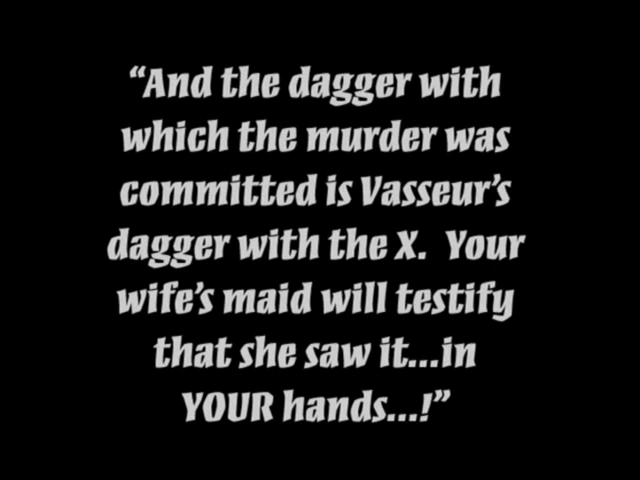 “And the dagger with
which the murder was
committed is Vasseur’s
dagger with the X.  Your
wife’s maid will testify
that she saw it...in
YOUR hands...!”